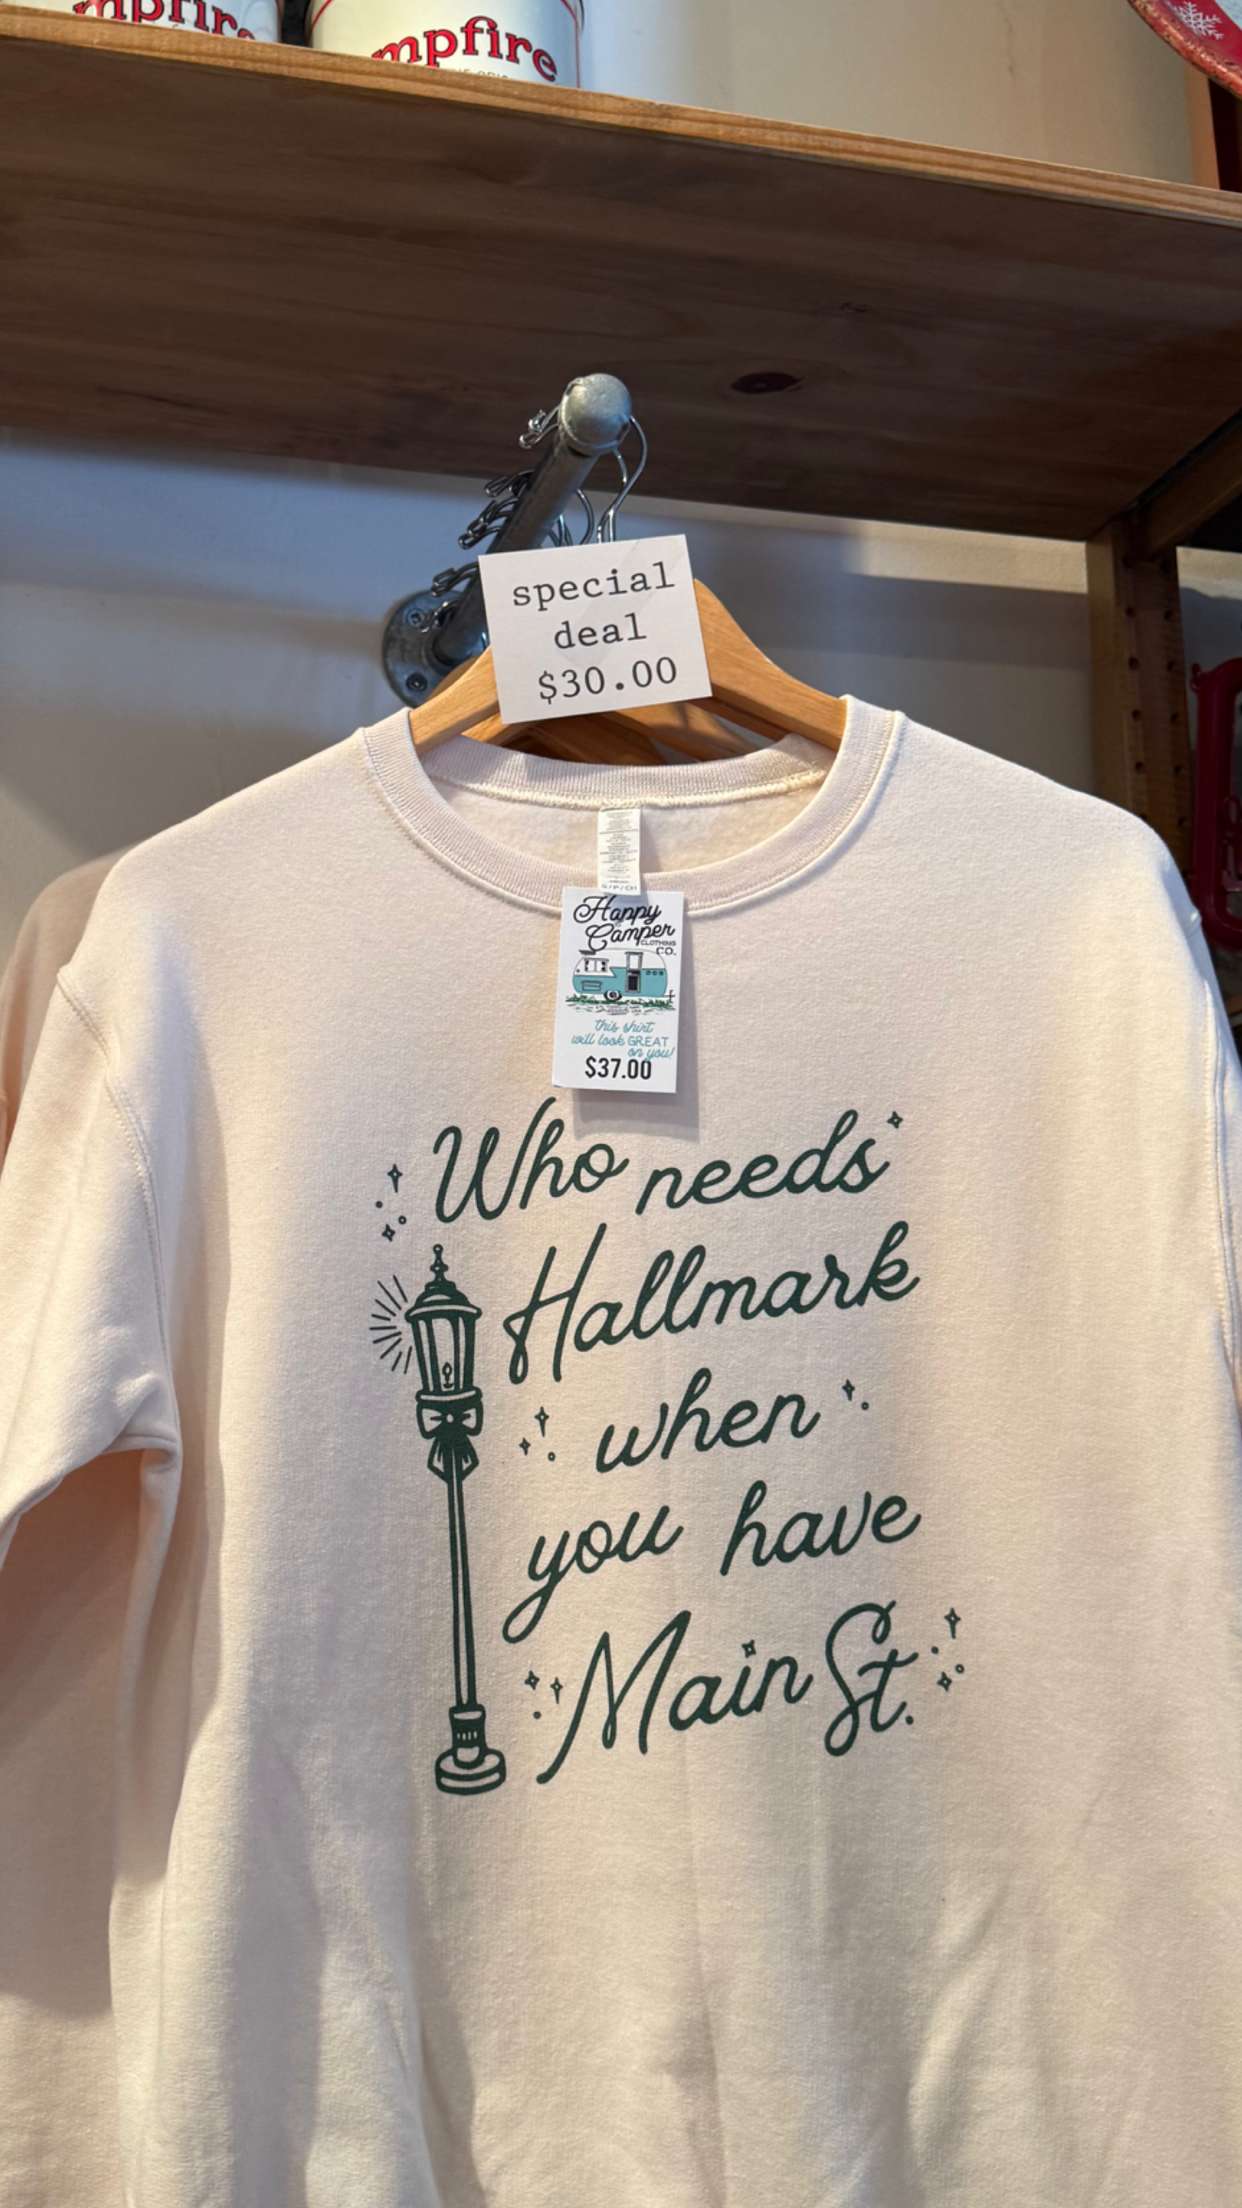 mpfire
mpfire
special
deal
$30.00
S/P/CH
Happy
Camper
CLOTHING
CO.
this shirt
will look GREAT
on you!
$37.00
Who needs
Hallmark
when
you have
Main St.